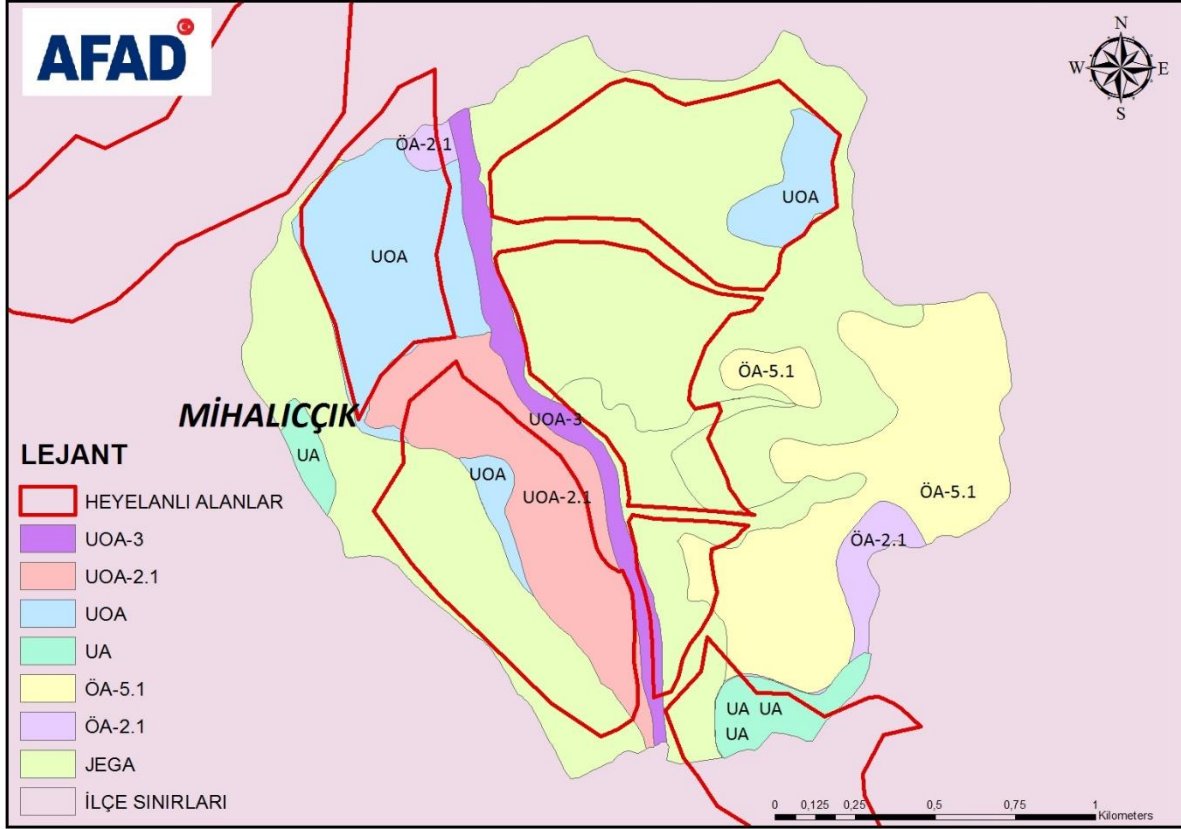 AFAD
N
W E
S
ÖA-2.1
UOA
UOA
ÖA-5.1
MİHALIÇÇIK
UOA-3
UA
UOA
UOA-2.1
ÖA-5.1
ÖA-2.1
UA UA
UA
LEJANT
HEYELANLI ALANLAR
UOA-3
UOA-2.1
UOA
UA
ÖA-5.1
ÖA-2.1
JEGA
İLÇE SINIRLARI
0 0,125 0,25 0,5 0,75 1
Kilometers